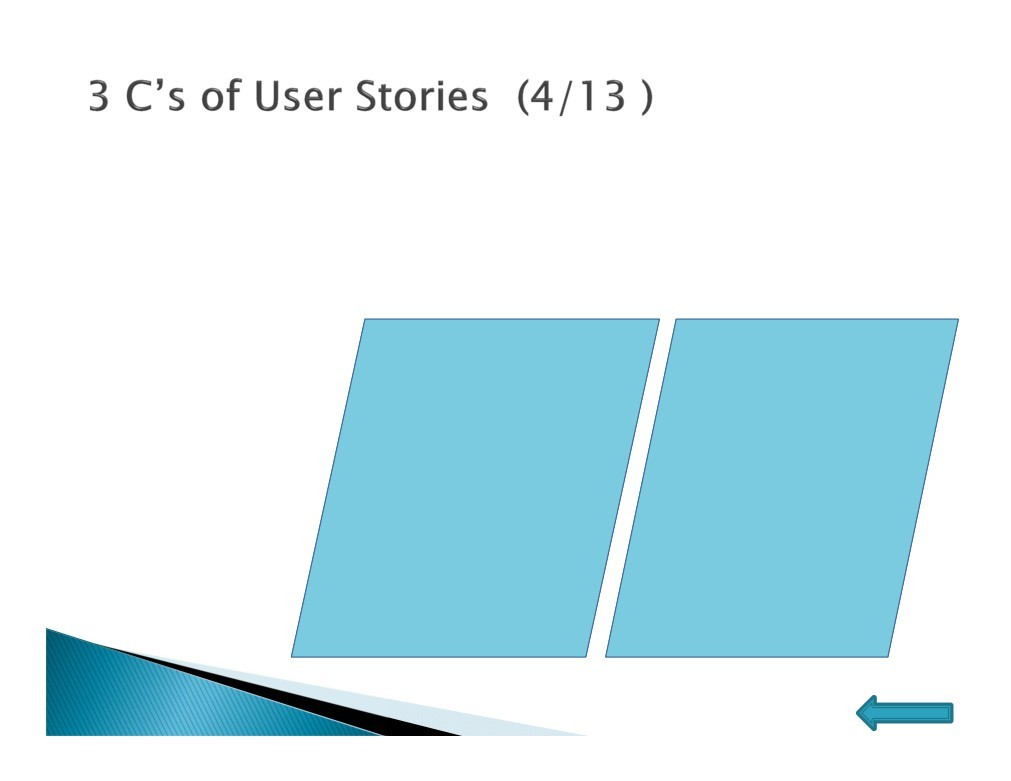 3 C’s of User Stories (4/13 )